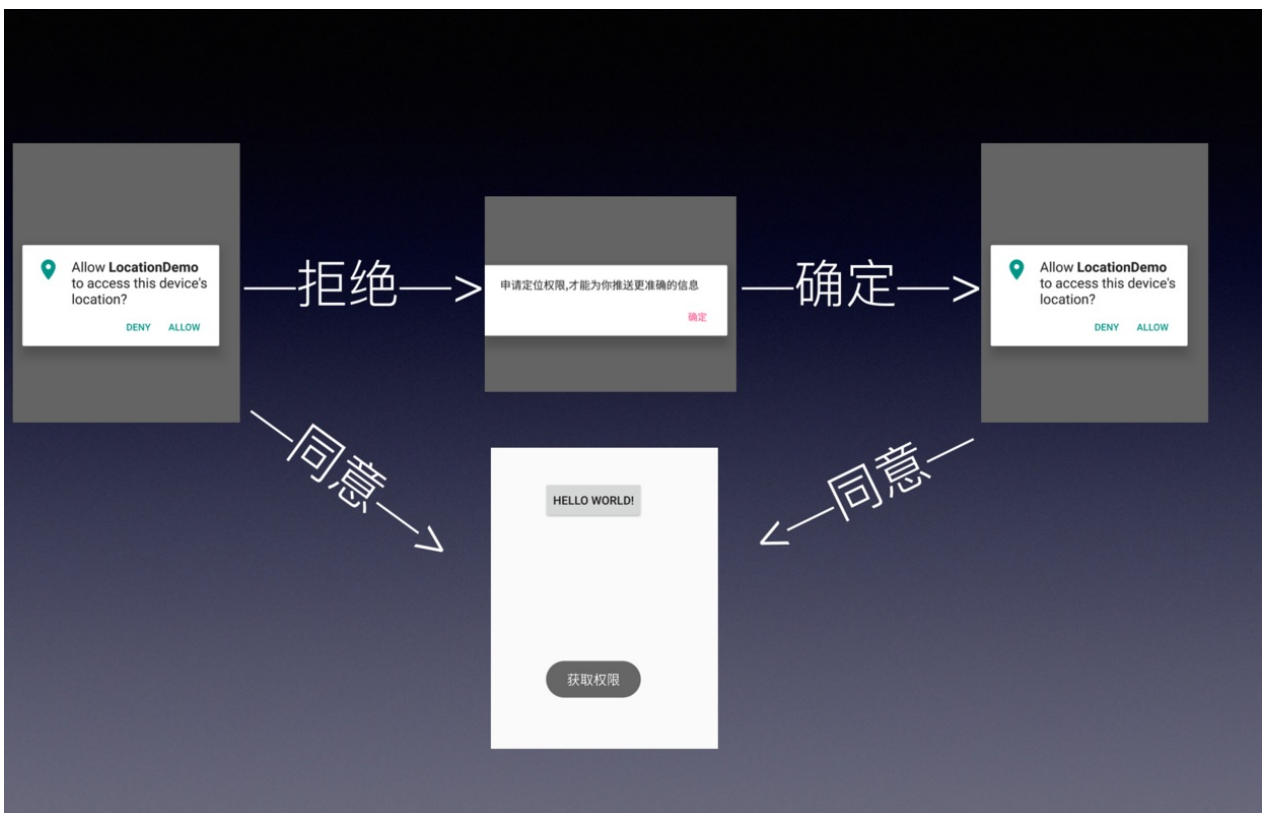 Allow LocationDemo
to access this device's
location?
DENY ALLOW
拒绝
申请定位权限,才能为你推送更准确的信息
确定
确定
Allow LocationDemo
to access this device's
location?
DENY ALLOW
同意
同意
HELLO WORLD!
获取权限